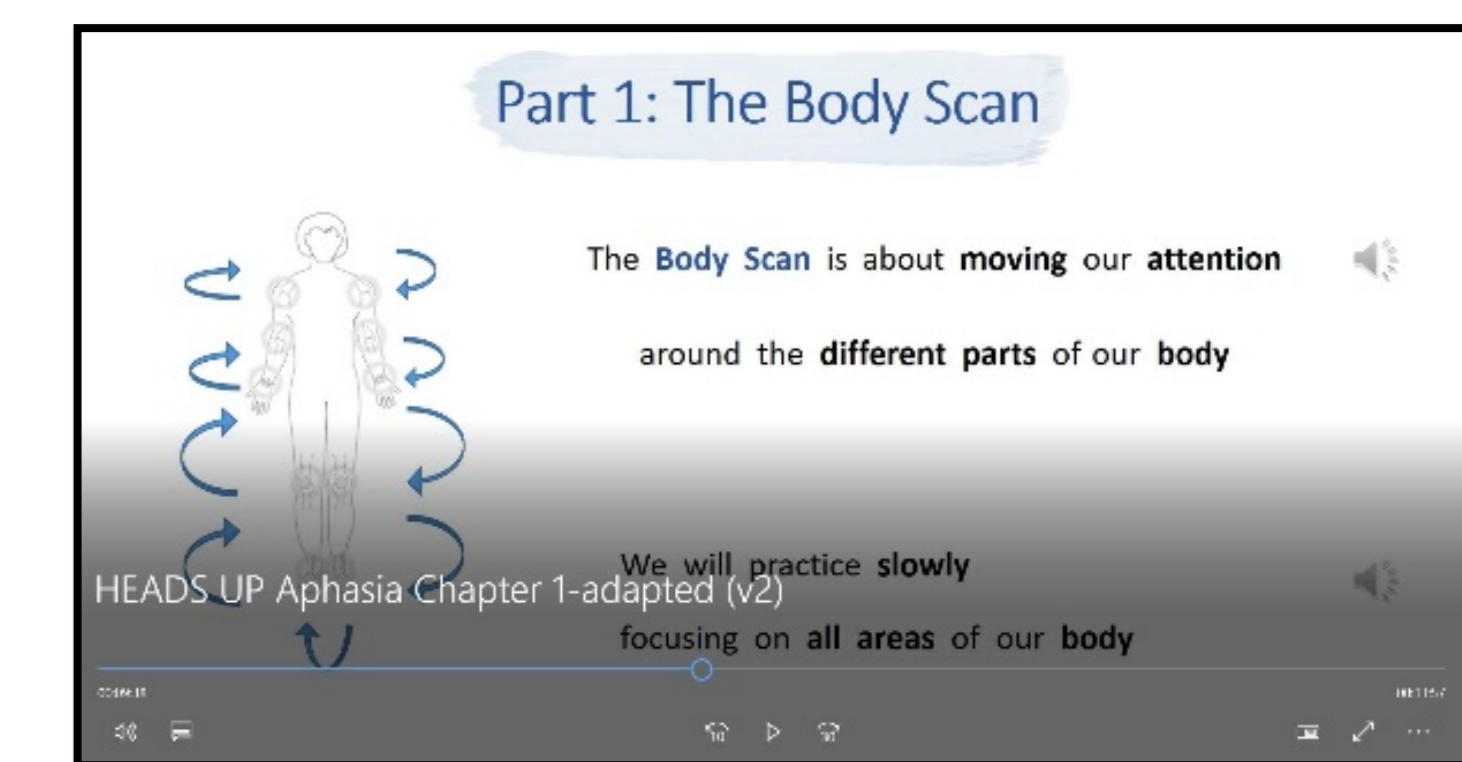 Part 1: The Body Scan
The Body Scan is about moving our attention
around the different parts of our body
We will practice slowly
HEADS UP Aphasia Chapter 1-adapted (v2)
focusing on all areas of our body
10
30